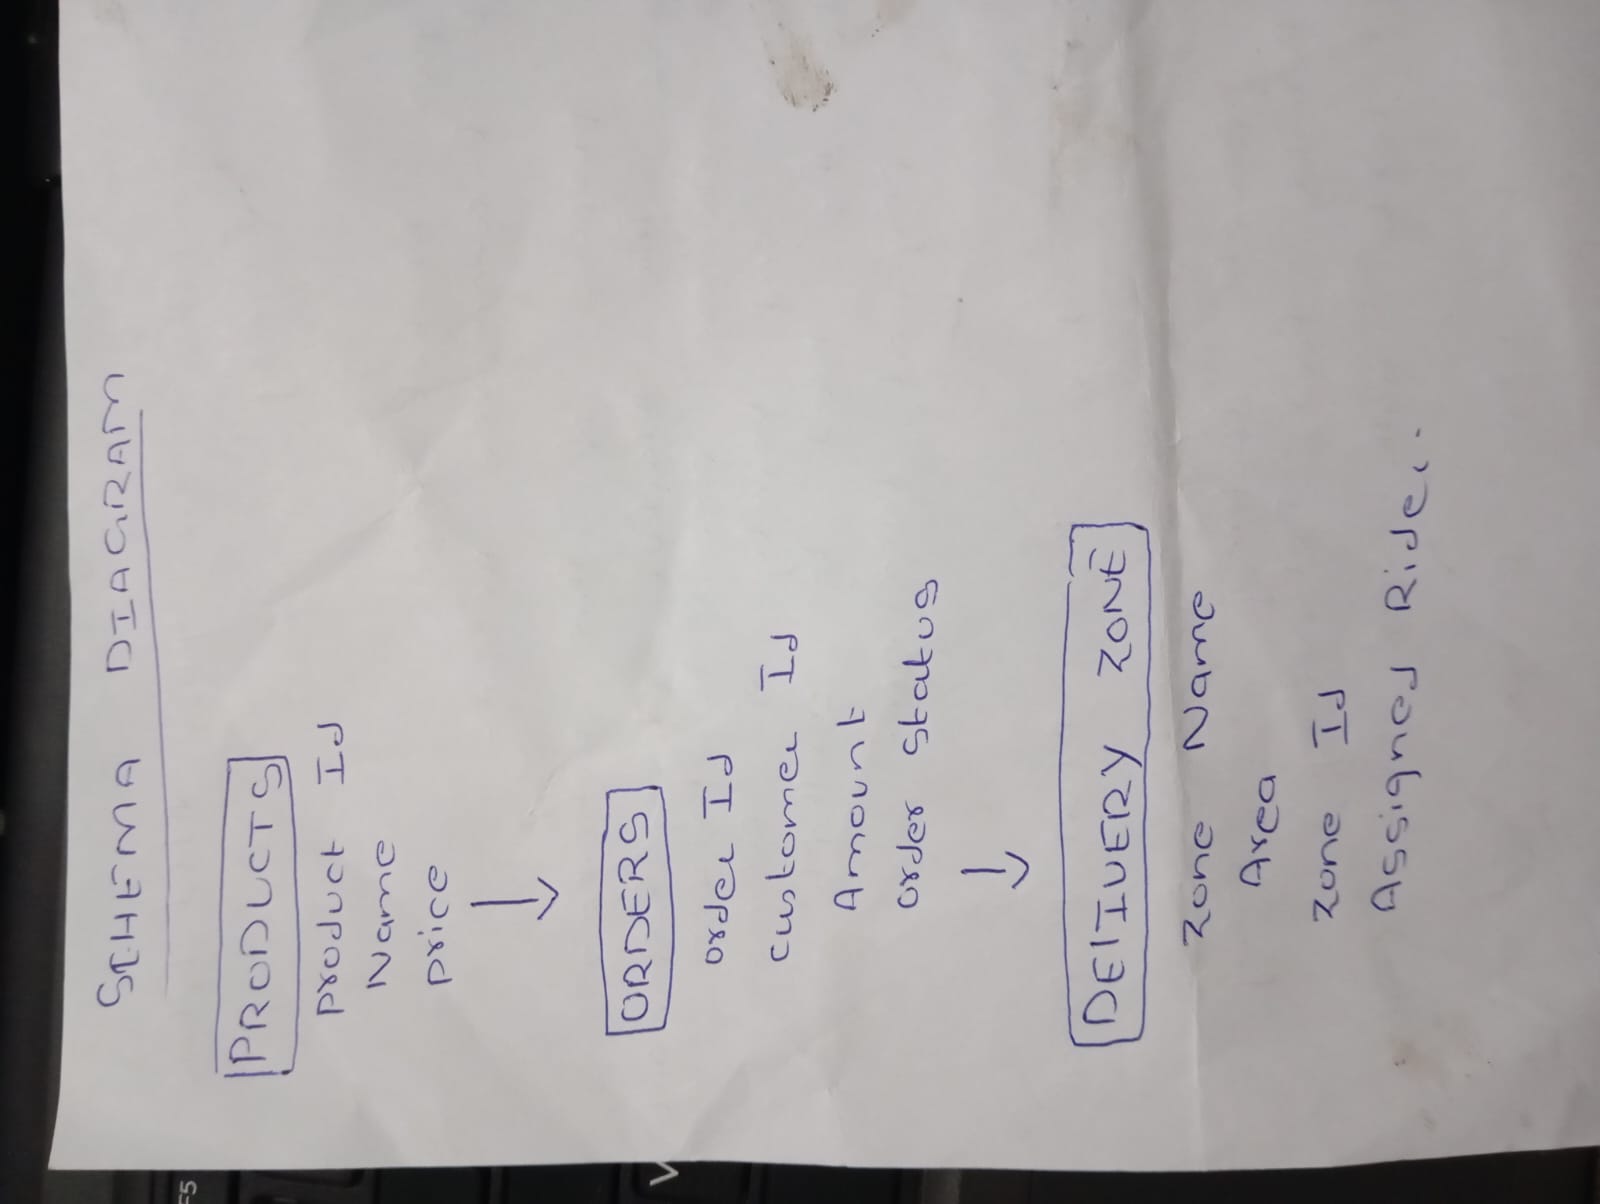 SCHEMA DIAGRAM
PRODUCTS
product Id
Name
price
ORDERS
order Id
customer Id
Amount
order status
DELIVERY ZONE
zone Name
Area
zone Id
Assigned Rider.
F5
V